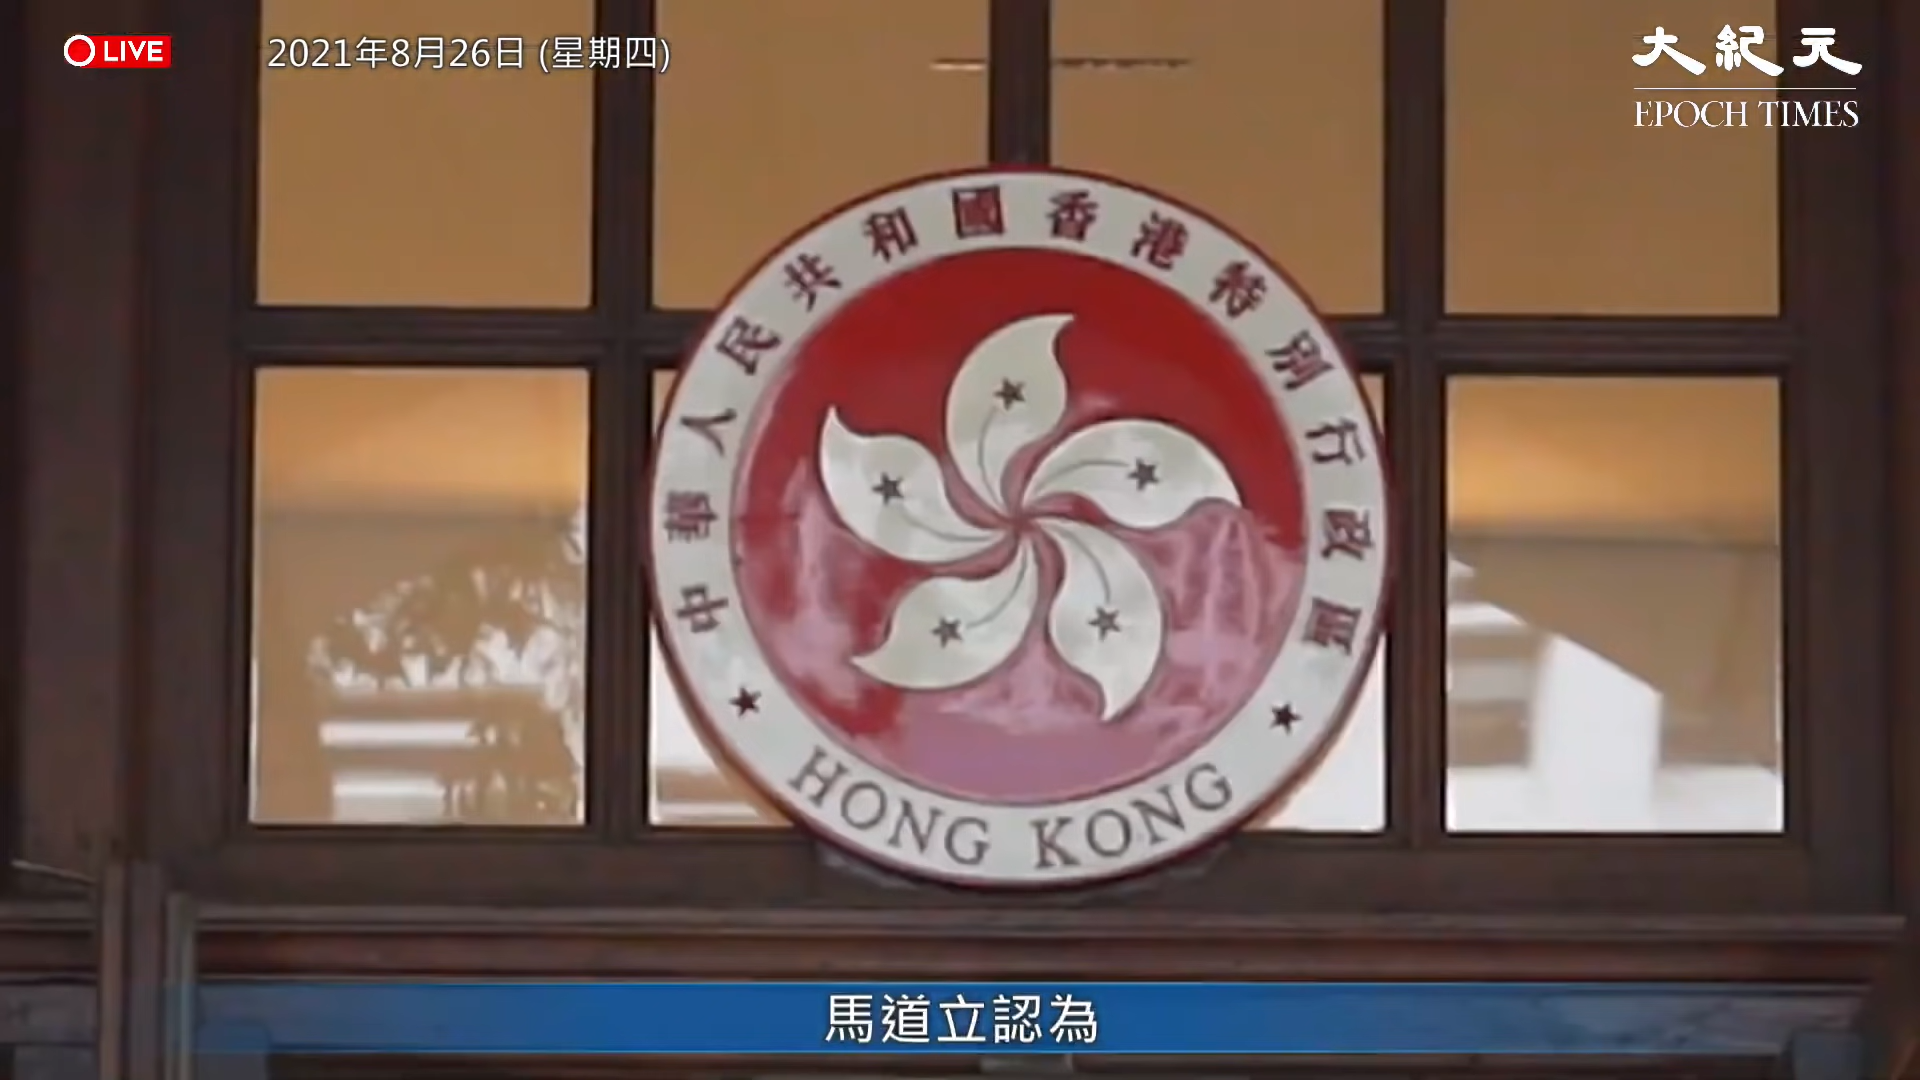 LIVE
2021年8月26日 (星期四)
大紀元
EPOCH TIMES
中華人民共和國香港特別行政區
HONG KONG
馬道立認為